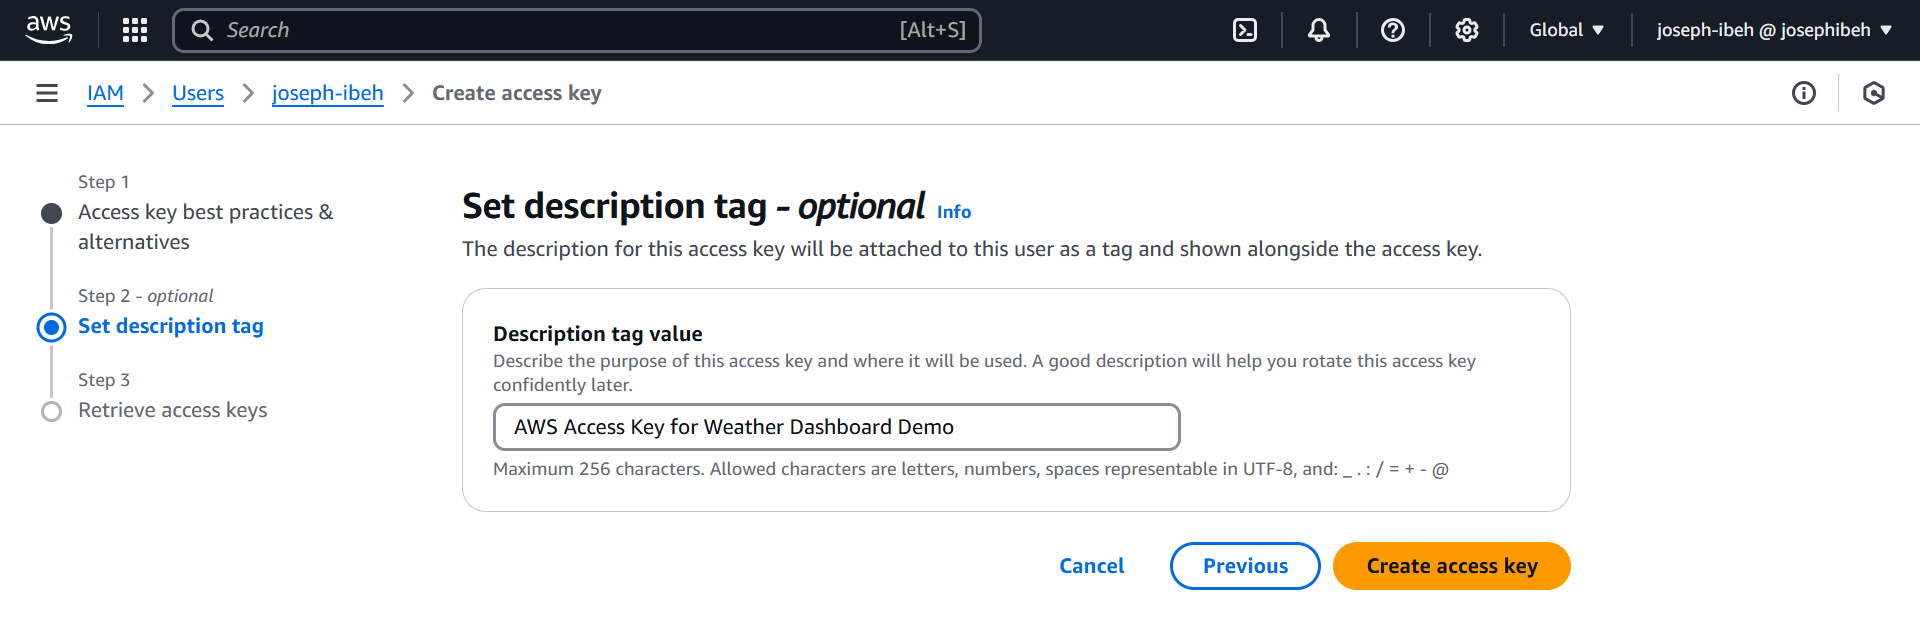 aws
Search [Alt+S]
Global
joseph-ibeh @ josephibeh
IAM Users joseph-ibeh Create access key
Step 1
Access key best practices &
alternatives
Step 2 - optional
Set description tag
Step 3
Retrieve access keys
Set description tag - optional Info
The description for this access key will be attached to this user as a tag and shown alongside the access key.
Description tag value
Describe the purpose of this access key and where it will be used. A good description will help you rotate this access key
confidently later.
AWS Access Key for Weather Dashboard Demo
Maximum 256 characters. Allowed characters are letters, numbers, spaces representable in UTF-8, and: _ . : / = + - @
Cancel Previous Create access key